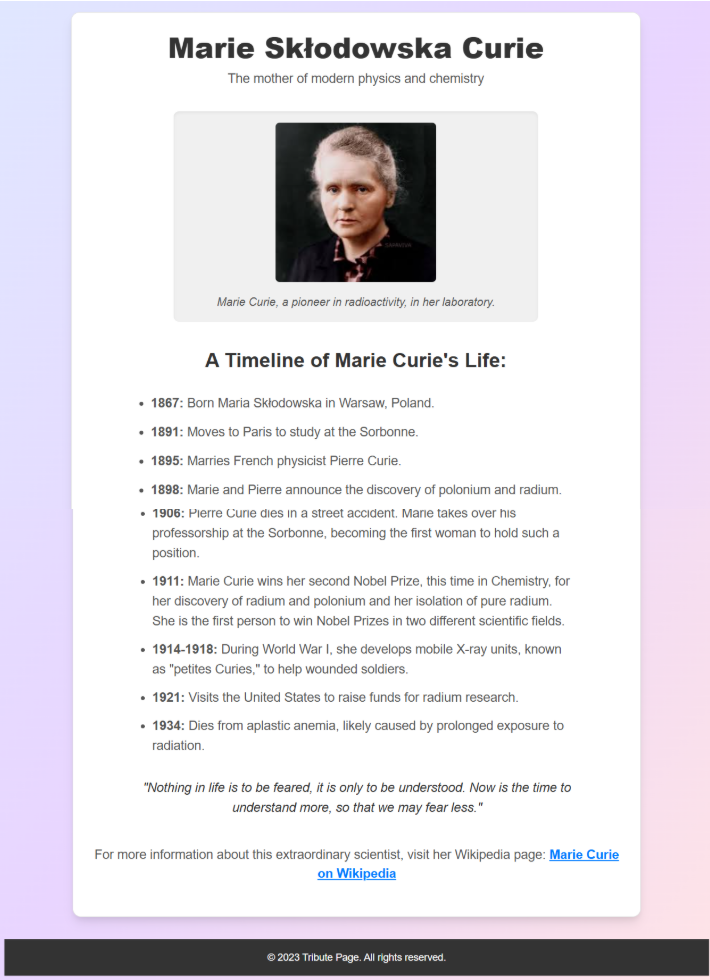 Marie Skłodowska Curie
The mother of modern physics and chemistry
Marie Curie, a pioneer in radioactivity, in her laboratory.
A Timeline of Marie Curie's Life:
• 1867: Born Maria Skłodowska in Warsaw, Poland.
• 1891: Moves to Paris to study at the Sorbonne.
• 1895: Marries French physicist Pierre Curie.
• 1898: Marie and Pierre announce the discovery of polonium and radium.
• 1906: Pierre Curie dies in a street accident. Marie takes over his
professorship at the Sorbonne, becoming the first woman to hold such a
position.
• 1911: Marie Curie wins her second Nobel Prize, this time in Chemistry, for
her discovery of radium and polonium and her isolation of pure radium.
She is the first person to win Nobel Prizes in two different scientific fields.
• 1914-1918: During World War I, she develops mobile X-ray units, known
as "petites Curies," to help wounded soldiers.
• 1921: Visits the United States to raise funds for radium research.
• 1934: Dies from aplastic anemia, likely caused by prolonged exposure to
radiation.
"Nothing in life is to be feared, it is only to be understood. Now is the time to
understand more, so that we may fear less."
For more information about this extraordinary scientist, visit her Wikipedia page: Marie Curie
on Wikipedia
© 2023 Tribute Page. All rights reserved.